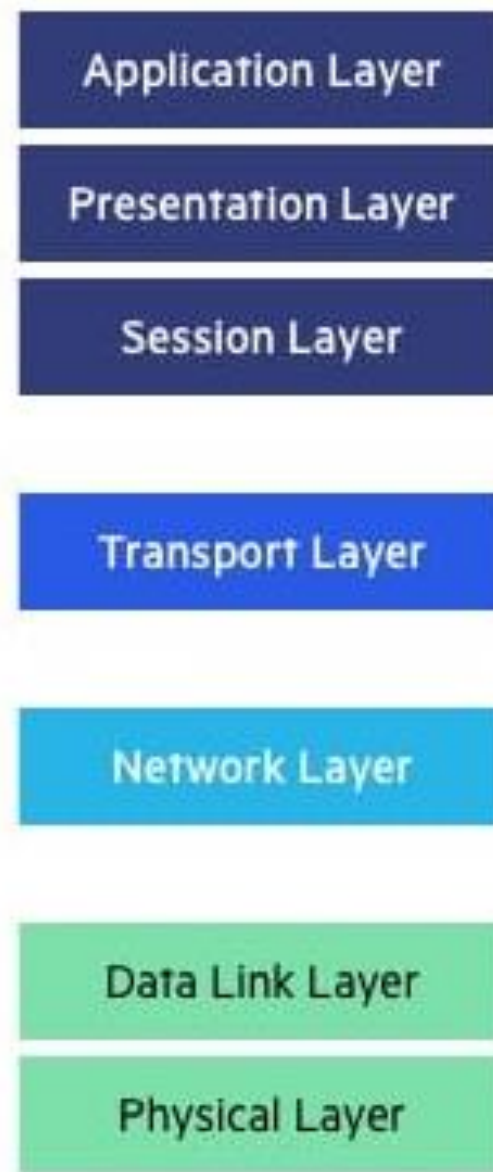 Application Layer
Presentation Layer
Session Layer
Transport Layer
Network Layer
Data Link Layer
Physical Layer